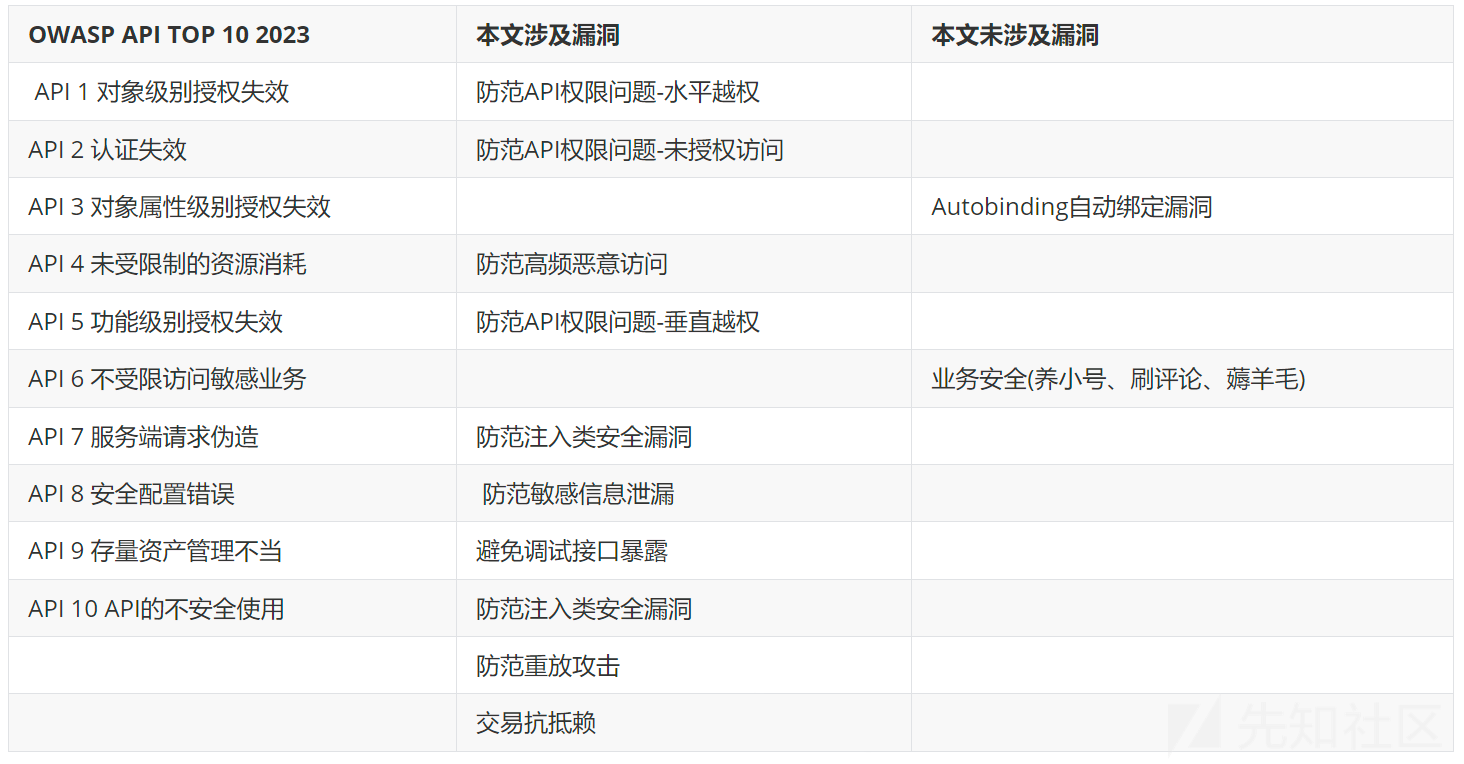 OWASP API TOP 10 2023 本文涉及漏洞 本文未涉及漏洞
API 1 对象级别授权失效 防范API权限问题-水平越权
API 2 认证失效 防范API权限问题-未授权访问
API 3 对象属性级别授权失效 Autobinding自动绑定漏洞
API 4 未受限制的资源消耗 防范高频恶意访问
API 5 功能级别授权失效 防范API权限问题-垂直越权
API 6 不受限访问敏感业务 业务安全(养小号、刷评论、薅羊毛)
API 7 服务端请求伪造 防范注入类安全漏洞
API 8 安全配置错误 防范敏感信息泄漏
API 9 存量资产管理不当 避免调试接口暴露
API 10 API的不安全使用 防范注入类安全漏洞
防范重放攻击
交易抗抵赖
先知社区